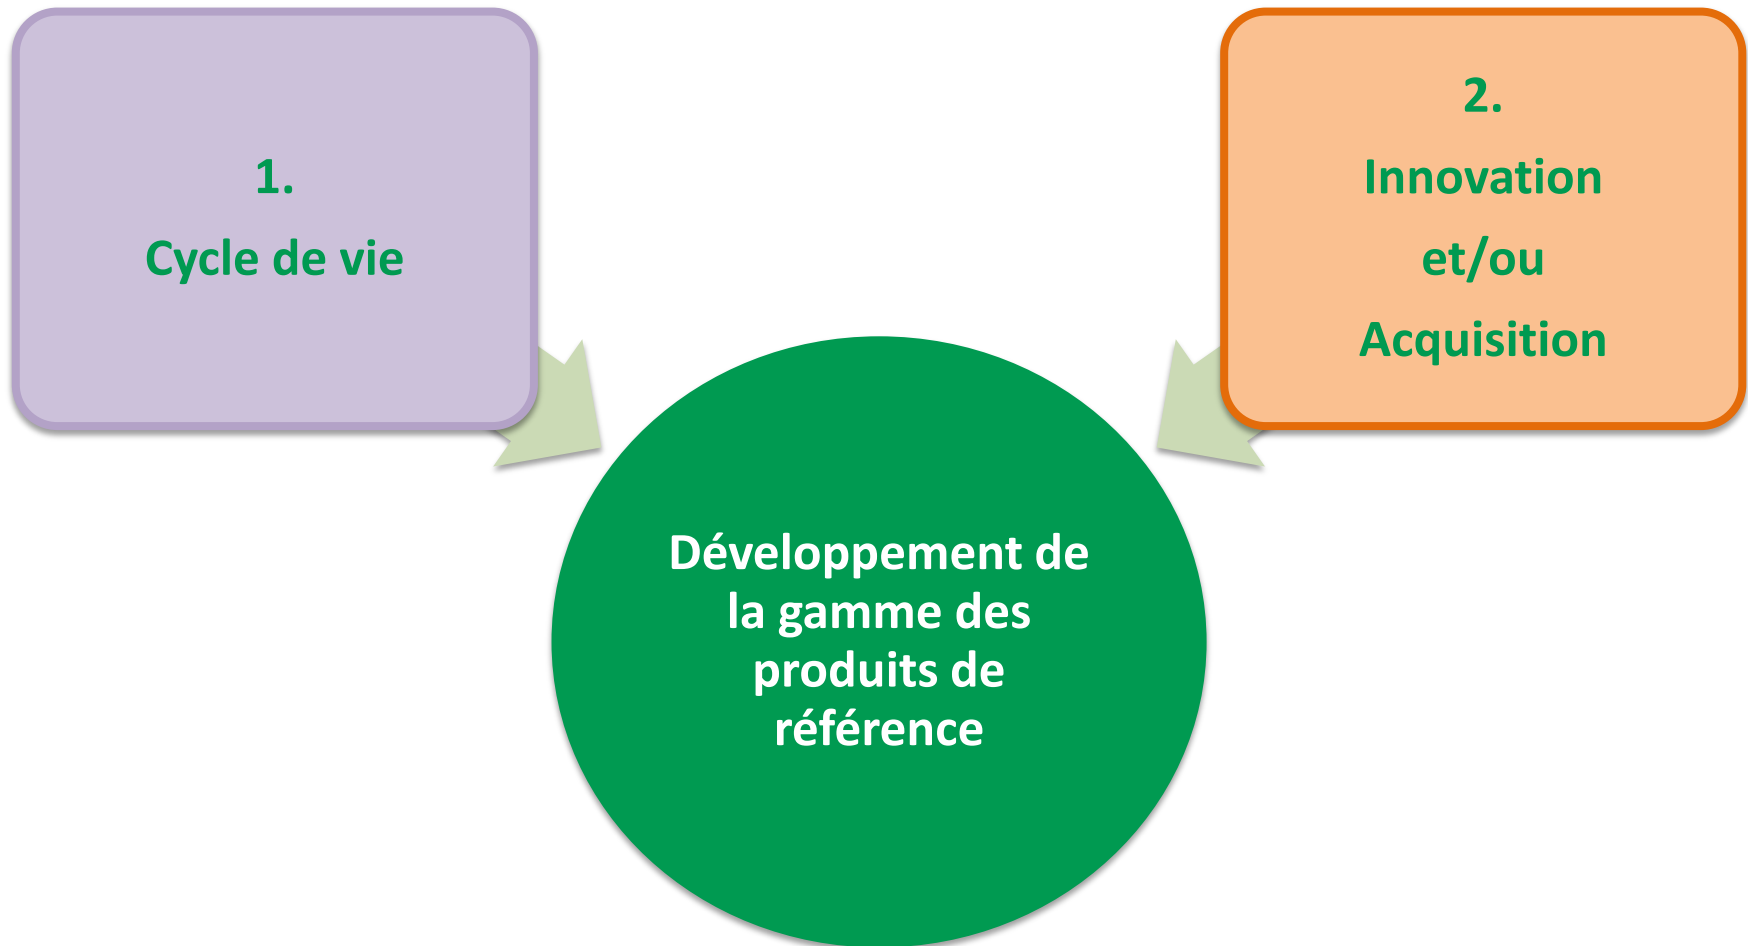 1.
Cycle de vie
2.
Innovation
et/ou
Acquisition
Développement de
la gamme des
produits de
référence